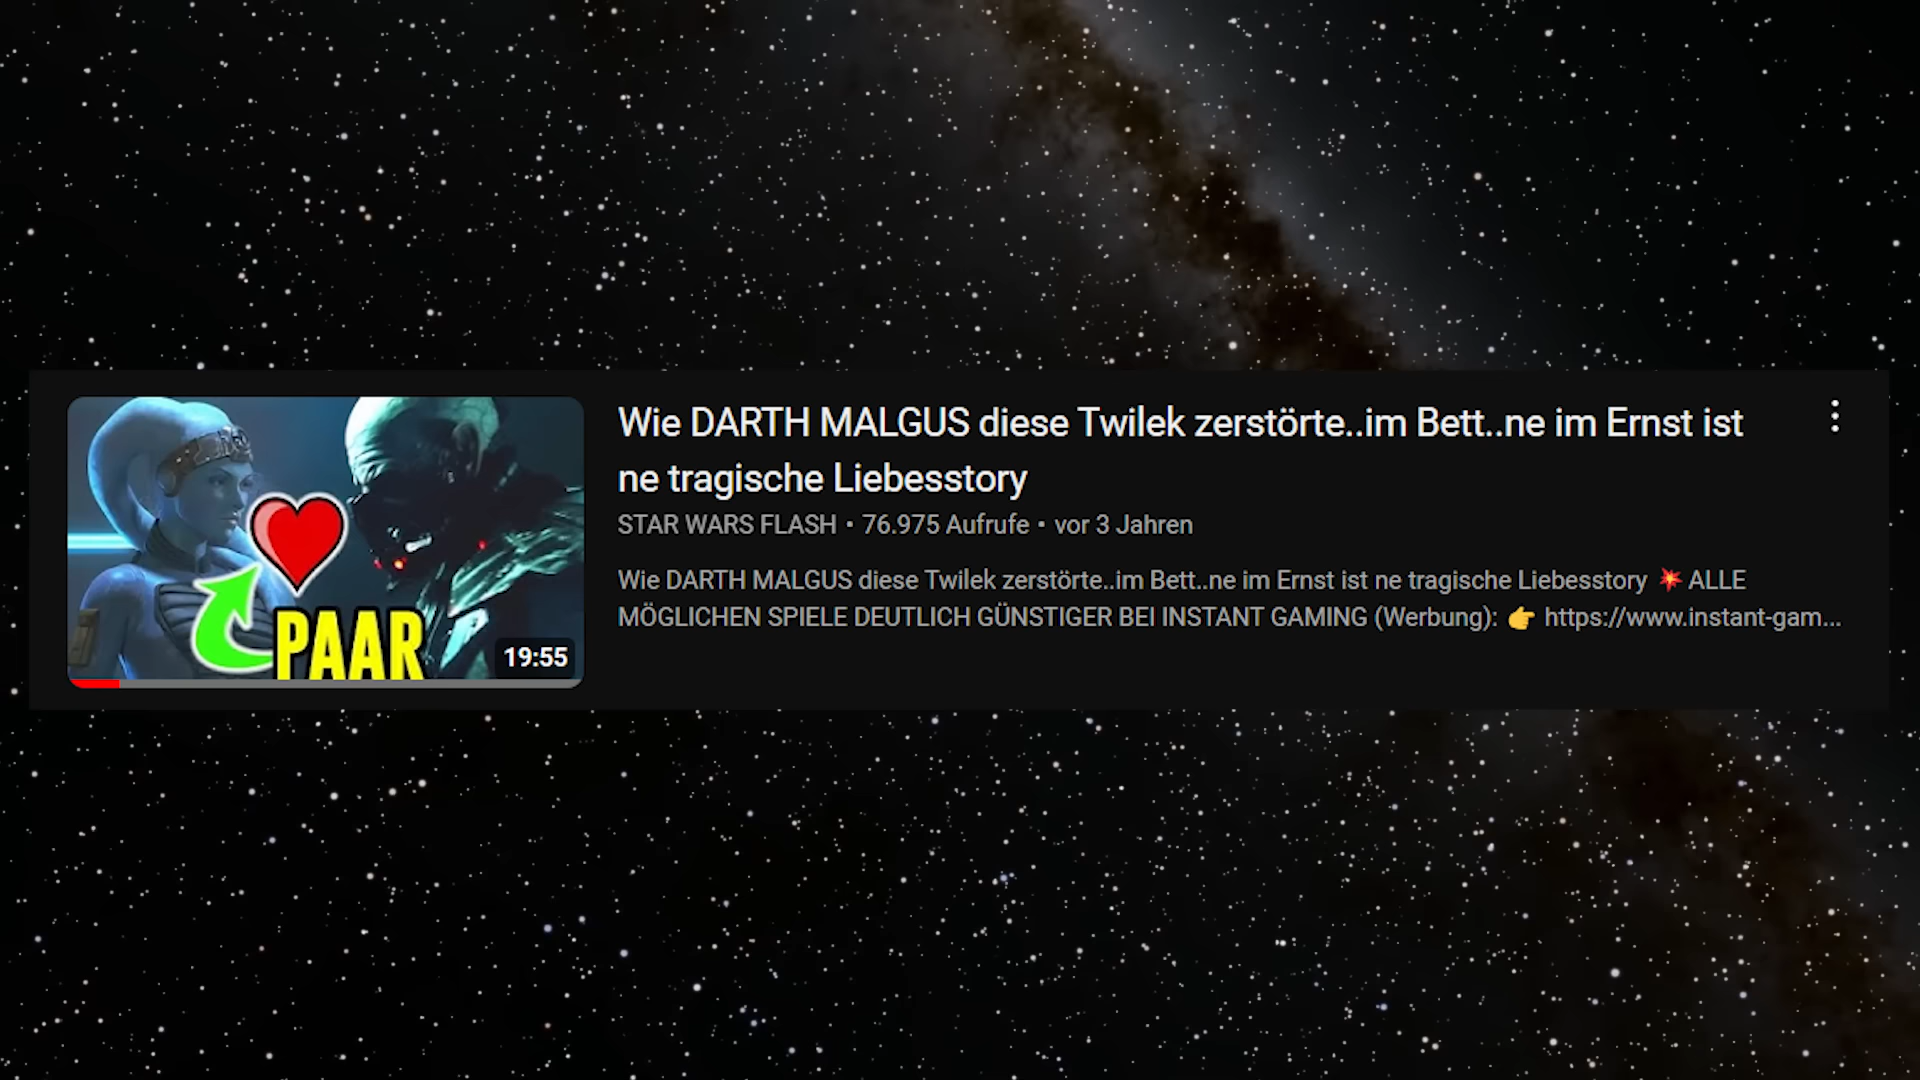 Wie DARTH MALGUS diese Twilek zerstörte..im Bett..ne im Ernst ist
ne tragische Liebesstory
STAR WARS FLASH • 76.975 Aufrufe • vor 3 Jahren
Wie DARTH MALGUS diese Twilek zerstörte..im Bett..ne im Ernst ist ne tragische Liebesstory 💥 ALLE
MÖGLICHEN SPIELE DEUTLICH GÜNSTIGER BEI INSTANT GAMING (Werbung): 👉 https://www.instant-gam...
PAAR
19:55